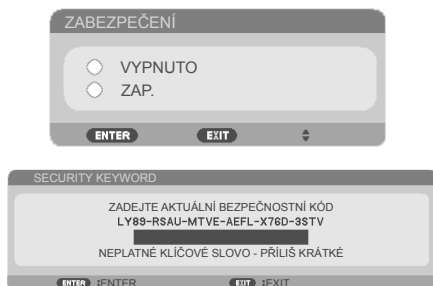 ZABEZPEČENÍ
VYPNUTO
ZAP.
ENTER EXIT
SECURITY KEYWORD
ZADEJTE AKTUÁLNÍ BEZPEČNOSTNÍ KÓD
LY89-RSAU-MTVE-AEFL-X76D-3STV
NEPLATNÉ KLÍČOVÉ SLOVO - PŘÍLIŠ KRÁTKÉ
ENTER :ENTER EXIT :EXIT